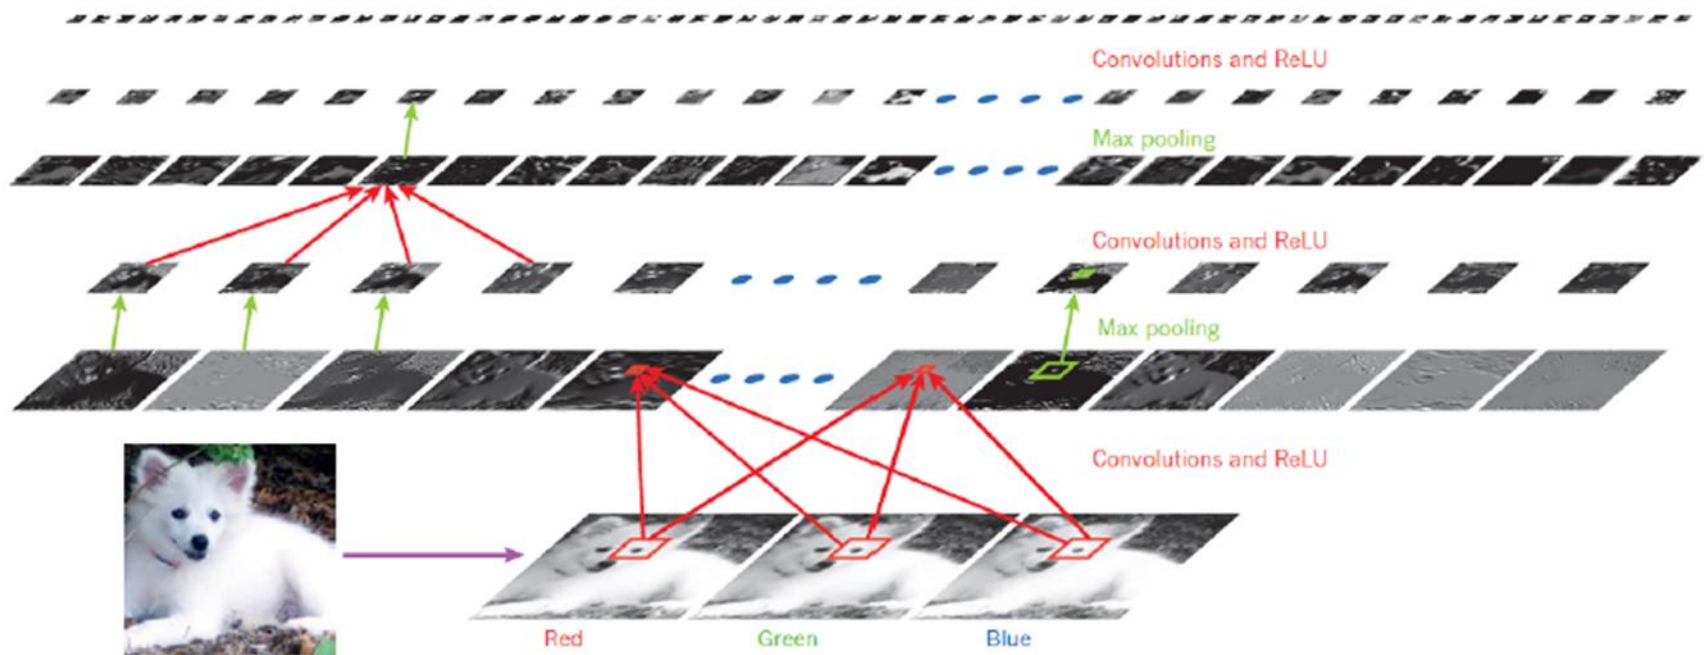 Convolutions and ReLU
Max pooling
Convolutions and ReLU
Max pooling
Convolutions and ReLU
Red
Green
Blue